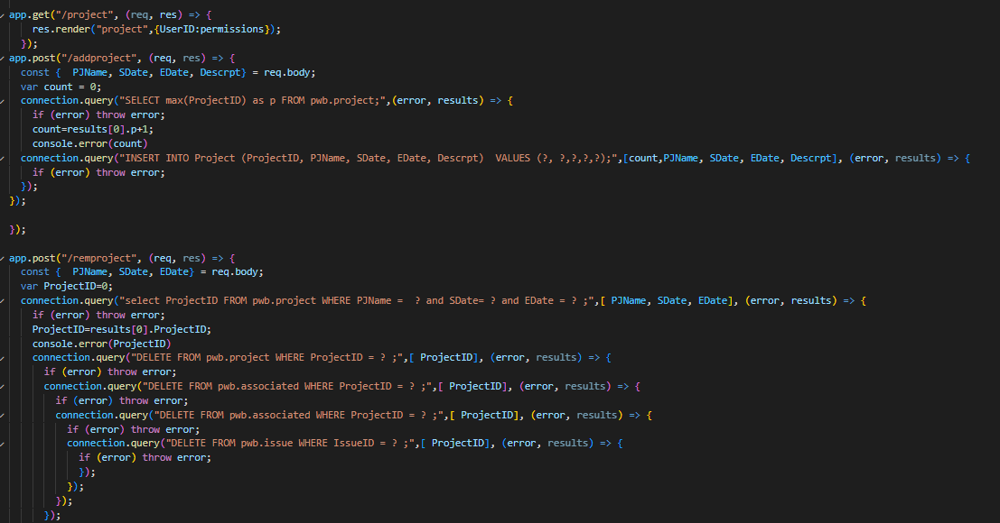 app.get("/project", (req, res) => {
    res.render("project",{UserID:permissions});
  });
app.post("/addproject", (req, res) => {
  const {  PJName, SDate, EDate, Descrpt} = req.body;
  var count = 0;
  connection.query("SELECT max(ProjectID) as p FROM pwb.project;",(error, results) => {
    if (error) throw error;
    count=results[0].p+1;
    console.error(count)
  connection.query("INSERT INTO Project (ProjectID, PJName, SDate, EDate, Descrpt)  VALUES (?, ?,?,?,?);",[count,PJName, SDate, EDate, Descrpt], (error, results) => {
    if (error) throw error;
  });
});

});

app.post("/remproject", (req, res) => {
  const {  PJName, SDate, EDate} = req.body;
  var ProjectID=0;
  connection.query("select ProjectID FROM pwb.project WHERE PJName =  ? and SDate= ? and EDate = ? ;",[ PJName, SDate, EDate], (error, results) => {
    if (error) throw error;
    ProjectID=results[0].ProjectID;
    console.error(ProjectID)
    connection.query("DELETE FROM pwb.project WHERE ProjectID = ? ;",[ ProjectID], (error, results) => {
      if (error) throw error;
      connection.query("DELETE FROM pwb.associated WHERE ProjectID = ? ;",[ ProjectID], (error, results) => {
        if (error) throw error;
        connection.query("DELETE FROM pwb.associated WHERE ProjectID = ? ;",[ ProjectID], (error, results) => {
          if (error) throw error;
          connection.query("DELETE FROM pwb.issue WHERE IssueID = ? ;",[ ProjectID], (error, results) => {
            if (error) throw error;
            });
          });
        });
      });